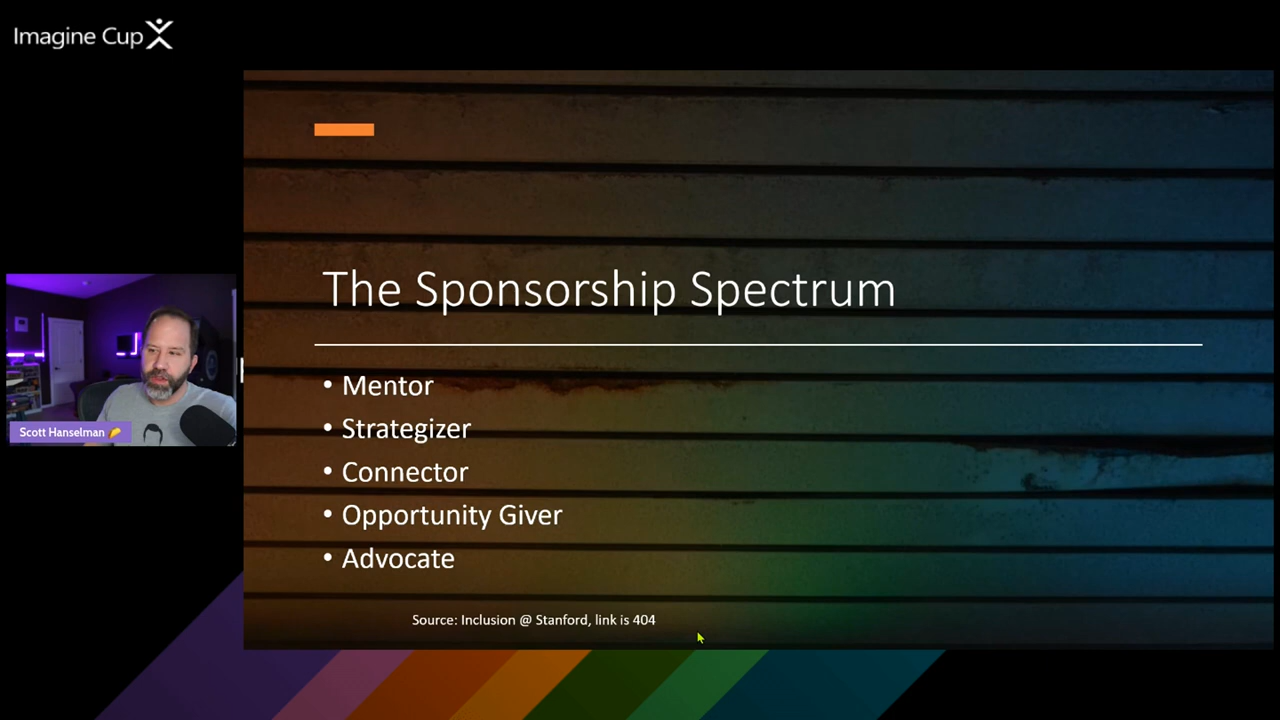 Imagine Cup
The Sponsorship Spectrum
• Mentor
• Strategizer
• Connector
• Opportunity Giver
• Advocate
Source: Inclusion @ Stanford, link is 404
Scott Hanselman 🌮